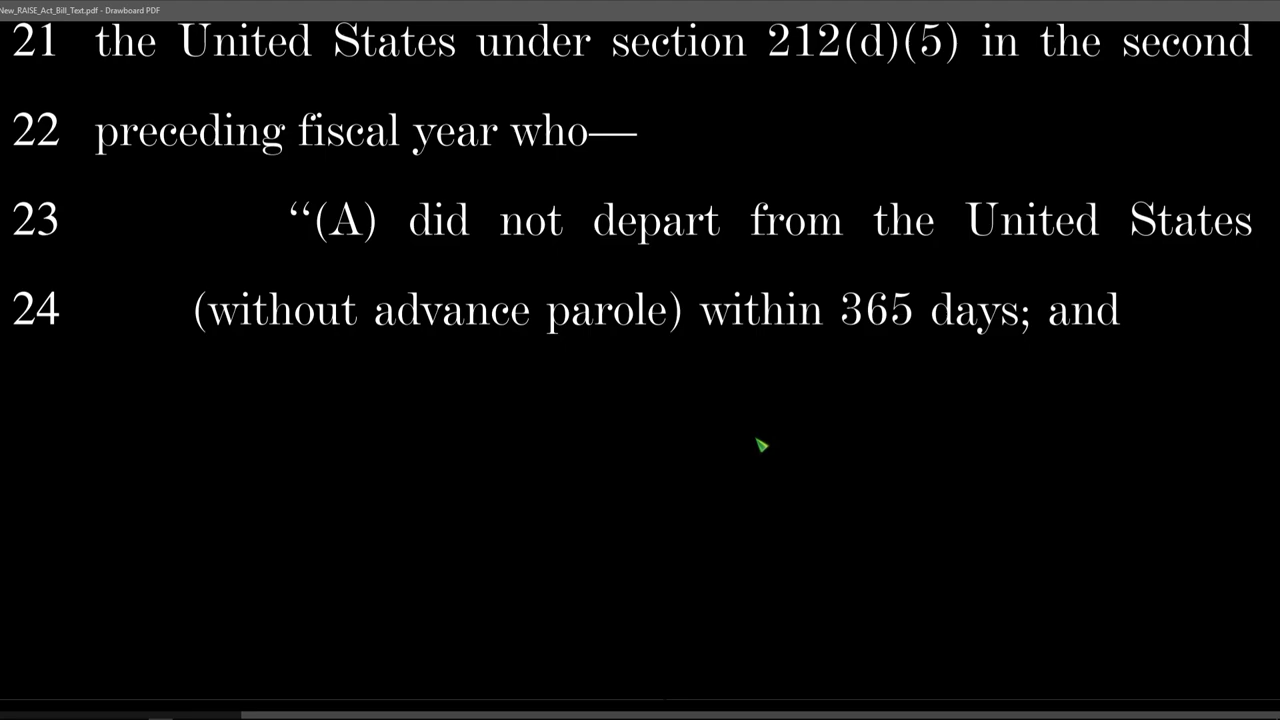 New_RAISE_Act_Bill_Text.pdf - Drawboard PDF
21 the United States under section 212(d)(5) in the second
22 preceding fiscal year who—
23 ‘‘(A) did not depart from the United States
24 (without advance parole) within 365 days; and